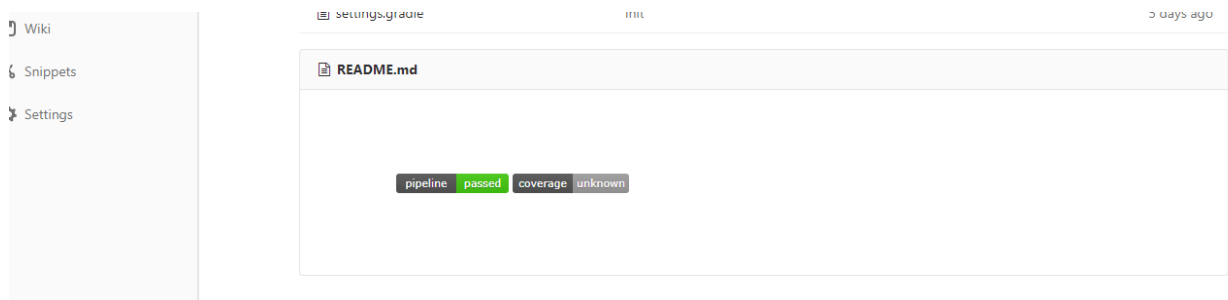 settings.gradle init 5 days ago
Wiki
README.md
Snippets
Settings
pipeline passed coverage unknown